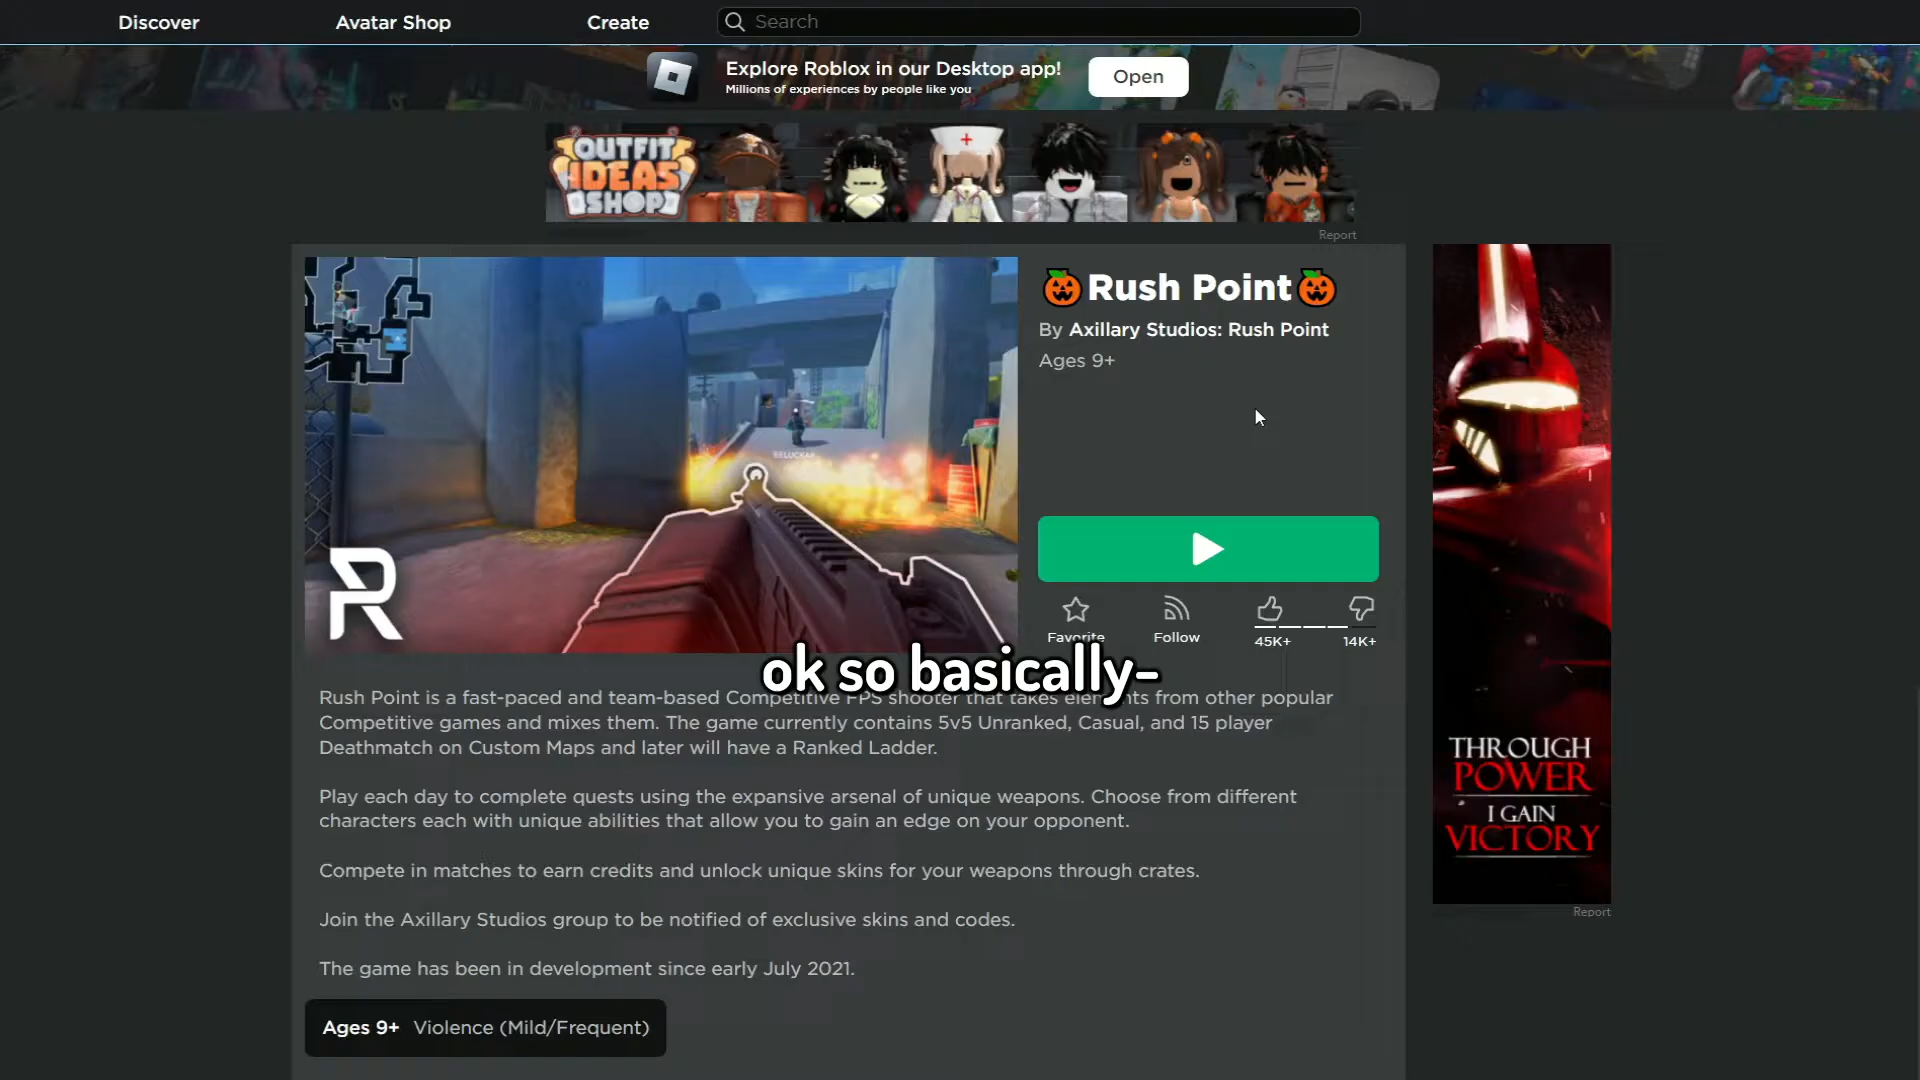 Discover Avatar Shop Create Search
Explore Roblox in our Desktop app!
Millions of experiences by people like you
Open
OUTFIT
IDEAS
SHOP
Report
🎃Rush Point🎃
By Axillary Studios: Rush Point
Ages 9+
R
Favorite Follow 45K+ 14K+
ok so basically-
Rush Point is a fast-paced and team-based Competitive FPS shooter that takes elements from other popular
Competitive games and mixes them. The game currently contains 5v5 Unranked, Casual, and 15 player
Deathmatch on Custom Maps and later will have a Ranked Ladder.
Play each day to complete quests using the expansive arsenal of unique weapons. Choose from different
characters each with unique abilities that allow you to gain an edge on your opponent.
Compete in matches to earn credits and unlock unique skins for your weapons through crates.
Join the Axillary Studios group to be notified of exclusive skins and codes.
The game has been in development since early July 2021.
Ages 9+ Violence (Mild/Frequent)
THROUGH
POWER
I GAIN
VICTORY
Report